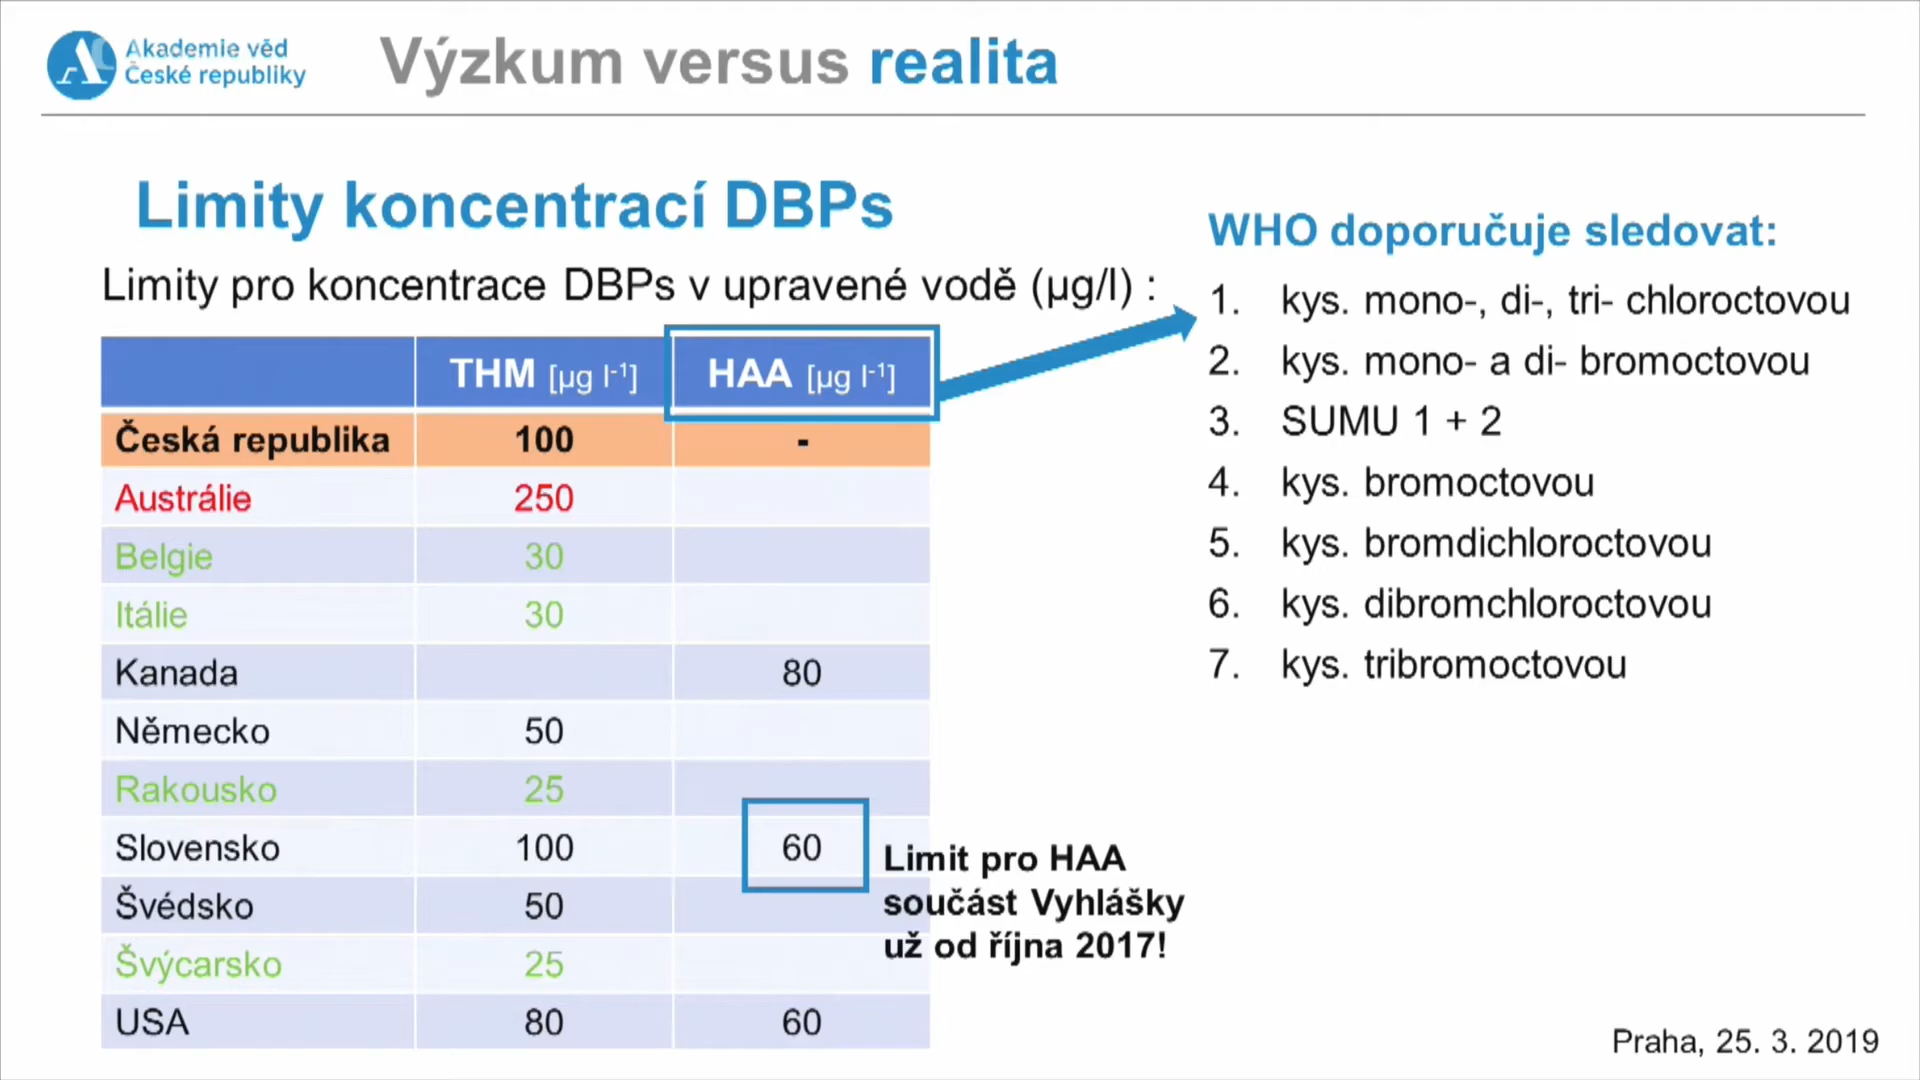 Akademie věd
České republiky
Výzkum versus realita
Limity koncentrací DBPs
Limity pro koncentrace DBPs v upravené vodě (µg/l) :
THM [µg l-1] HAA [µg l-1]
Česká republika 100 -
Austrálie 250
Belgie 30
Itálie 30
Kanada 80
Německo 50
Rakousko 25
Slovensko 100 60
Švédsko 50
Švýcarsko 25
USA 80 60
Limit pro HAA
součást Vyhlášky
už od října 2017!
WHO doporučuje sledovat:
1. kys. mono-, di-, tri- chloroctovou
2. kys. mono- a di- bromoctovou
3. SUMU 1 + 2
4. kys. bromoctovou
5. kys. bromdichloroctovou
6. kys. dibromchloroctovou
7. kys. tribromoctovou
Praha, 25. 3. 2019